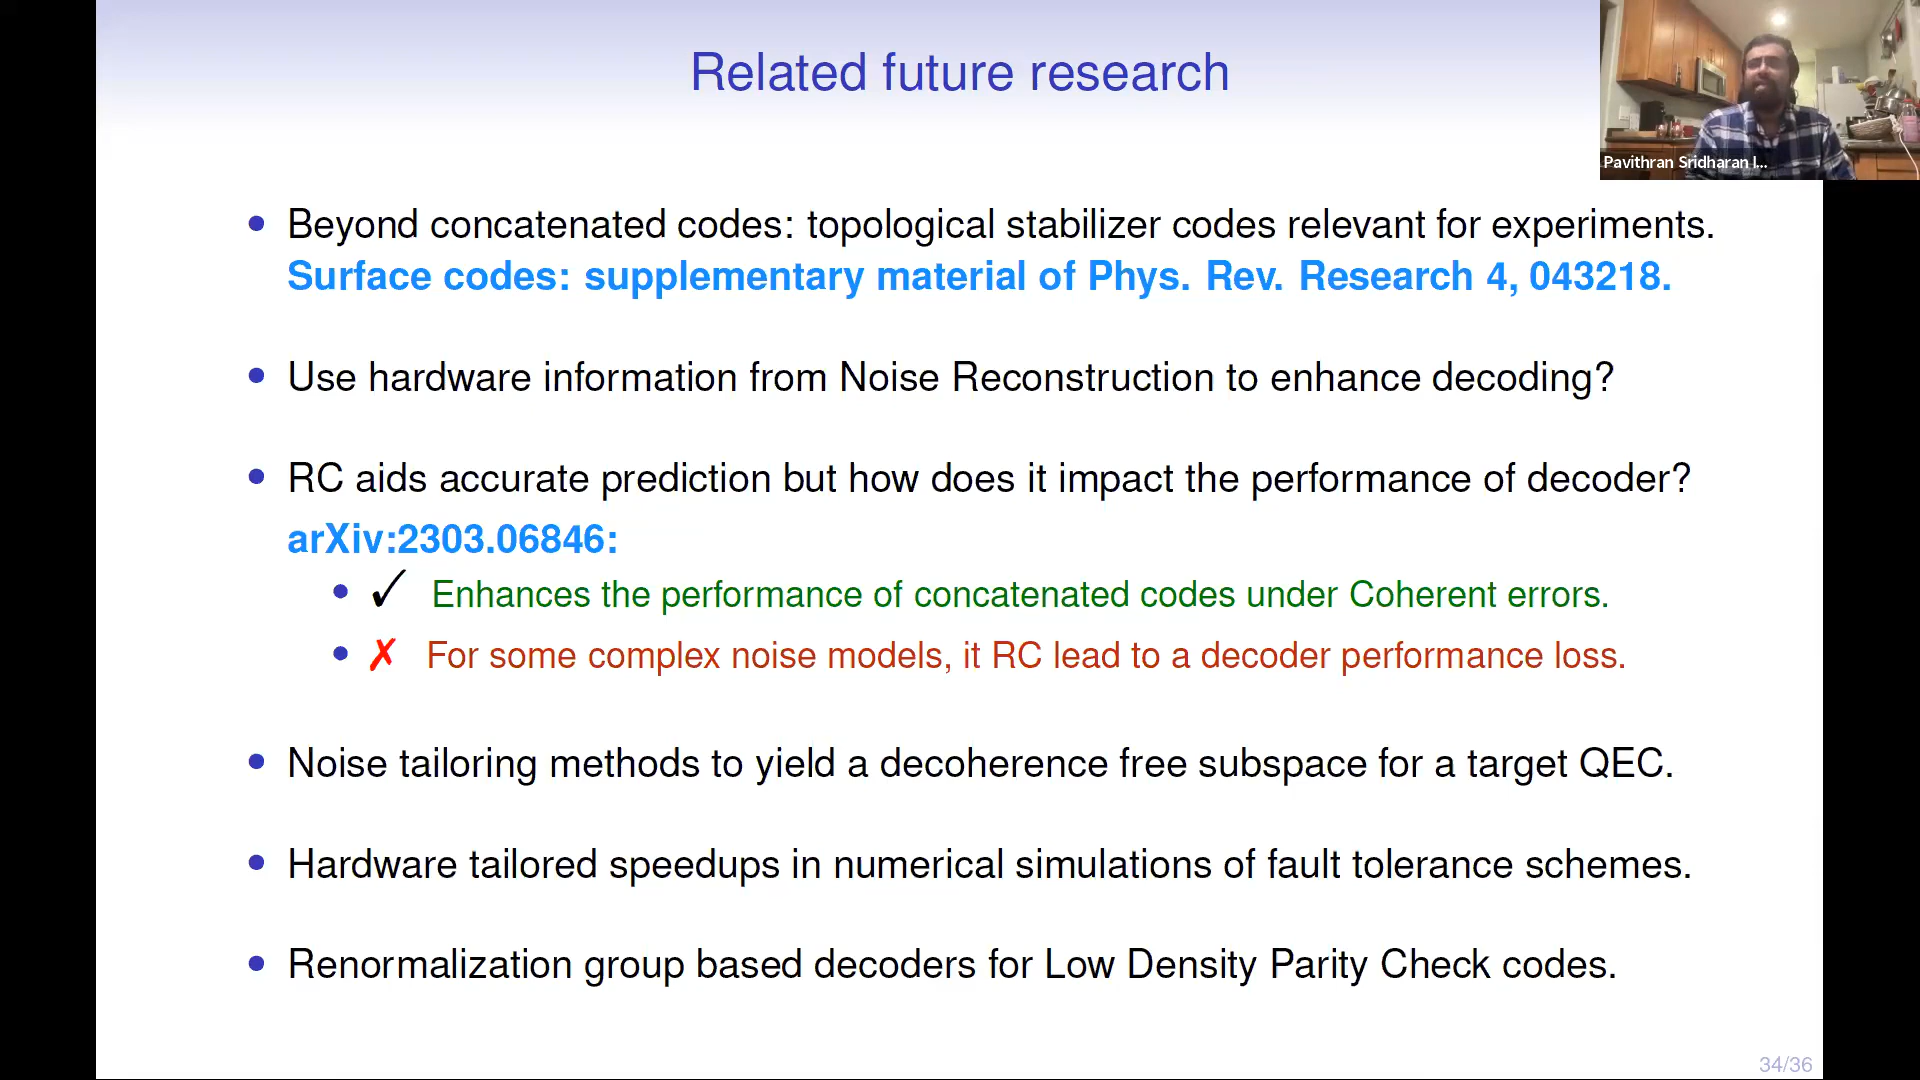 Related future research
Pavithran Sridharan I...
• Beyond concatenated codes: topological stabilizer codes relevant for experiments.
Surface codes: supplementary material of Phys. Rev. Research 4, 043218.
• Use hardware information from Noise Reconstruction to enhance decoding?
• RC aids accurate prediction but how does it impact the performance of decoder?
arXiv:2303.06846:
• ✓ Enhances the performance of concatenated codes under Coherent errors.
• ✗ For some complex noise models, it RC lead to a decoder performance loss.
• Noise tailoring methods to yield a decoherence free subspace for a target QEC.
• Hardware tailored speedups in numerical simulations of fault tolerance schemes.
• Renormalization group based decoders for Low Density Parity Check codes.
34/36